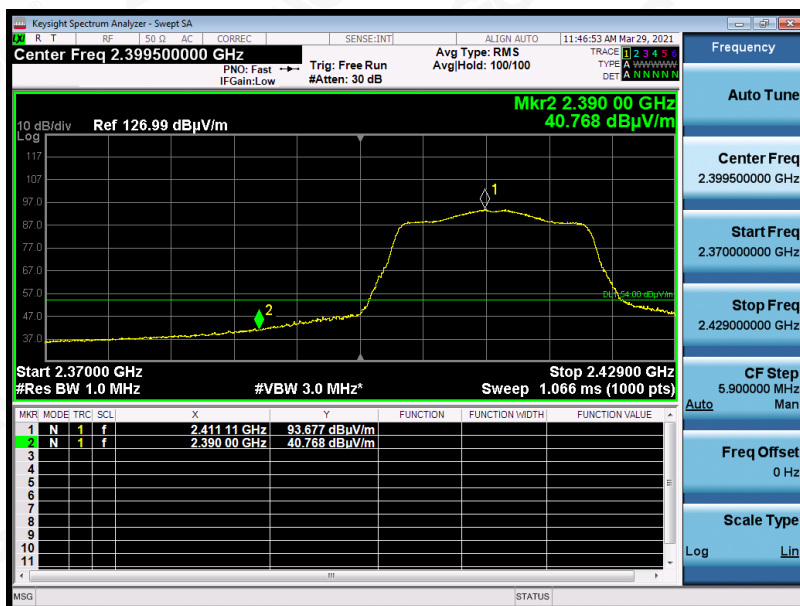 Keysight Spectrum Analyzer - Swept SA
LXI R T RF 50 Ω AC CORREC SENSE:INT ALIGN AUTO 11:46:53 AM Mar 29, 2021
Center Freq 2.399500000 GHz
PNO: Fast
IFGain:Low
Trig: Free Run
#Atten: 30 dB
Avg Type: RMS
Avg|Hold: 100/100
TRACE 1 2 3 4 5 6
TYPE A WWWWW
DET A N N N N N
Mkr2 2.390 00 GHz
40.768 dBµV/m
10 dB/div Ref 126.99 dBµV/m
Log
117
107
97.0
87.0
77.0
67.0
57.0
47.0
37.0
1
2
DL1 54.00 dBµV/m
Start 2.37000 GHz Stop 2.42900 GHz
#Res BW 1.0 MHz #VBW 3.0 MHz* Sweep 1.066 ms (1000 pts)
MKR MODE TRC SCL X Y FUNCTION FUNCTION WIDTH FUNCTION VALUE
1 N 1 f 2.411 11 GHz 93.677 dBµV/m
2 N 1 f 2.390 00 GHz 40.768 dBµV/m
3
4
5
6
7
8
9
10
11
MSG STATUS
Frequency
Auto Tune
Center Freq
2.399500000 GHz
Start Freq
2.370000000 GHz
Stop Freq
2.429000000 GHz
CF Step
5.900000 MHz
Auto Man
Freq Offset
0 Hz
Scale Type
Log Lin